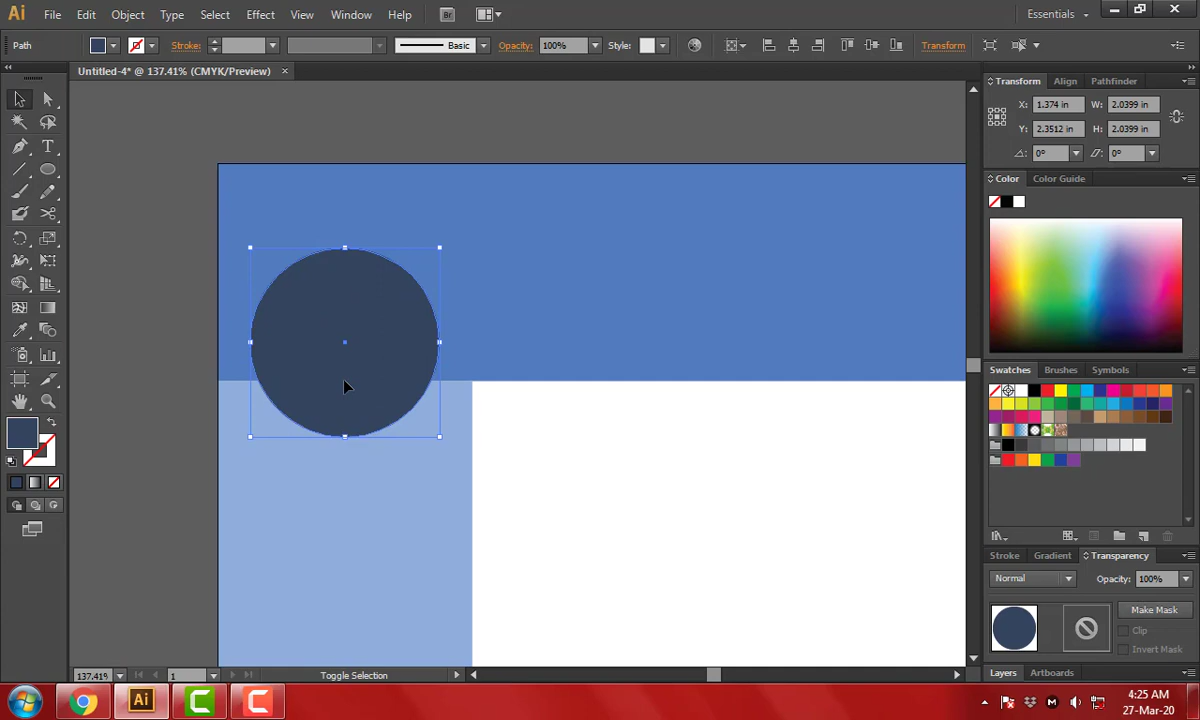 Ai File Edit Object Type Select Effect View Window Help Br Essentials
Path Stroke: Basic Opacity: 100% Style: Transform
Untitled-4* @ 137.41% (CMYK/Preview) ×
Transform Align Pathfinder
X: 1.374 in W: 2.0399 in
Y: 2.3512 in H: 2.0399 in
0° 0°
Color Color Guide
Swatches Brushes Symbols
Stroke Gradient Transparency
Normal Opacity: 100%
Make Mask
Clip
Invert Mask
137.41% 1 Toggle Selection
Layers Artboards
Ai
4:25 AM
27-Mar-20